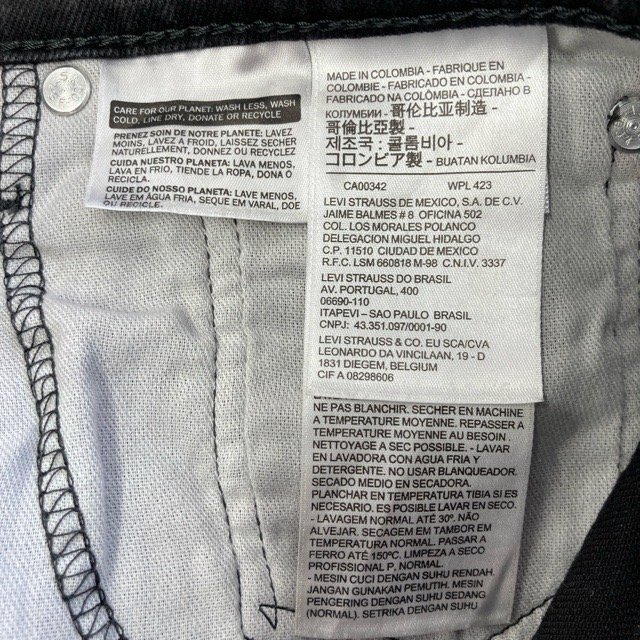 CARE FOR OUR PLANET: WASH LESS, WASH
COLD, LINE DRY, DONATE OR RECYCLE
PRENEZ SOIN DE NOTRE PLANETE: LAVEZ
MOINS, LAVEZ A FROID, LAISSEZ SECHER
NATURELLEMENT, DONNEZ OU RECYCLEZ
CUIDA NUESTRO PLANETA: LAVA MENOS,
LAVA EN FRIO, TIENDE LA ROPA, DONA O
RECICLA.
CUIDE DO NOSSO PLANETA: LAVE MENOS,
LAVE EM ÁGUA FRIA, SEQUE EM VARAL, DOE
MADE IN COLOMBIA - FABRIQUE EN
COLOMBIE - FABRICADO EN COLOMBIA -
FABRICADO NA COLÔMBIA - СДЕЛАНО В
КОЛУМБИИ - 哥伦比亚制造 -
哥倫比亞製 -
제조국: 콜롬비아 -
コロンビア製 - BUATAN KOLUMBIA
CA00342 WPL 423
LEVI STRAUSS DE MEXICO, S.A. DE C.V.
JAIME BALMES # 8 OFICINA 502
COL. LOS MORALES POLANCO
DELEGACION MIGUEL HIDALGO
C.P. 11510 CIUDAD DE MEXICO
R.F.C. LSM 660818 M-98 C.N.I.V. 3337
LEVI STRAUSS DO BRASIL
AV. PORTUGAL, 400
06690-110
ITAPEVI – SAO PAULO BRASIL
CNPJ: 43.351.097/0001-90
LEVI STRAUSS & CO. EU SCA/CVA
LEONARDO DA VINCILAAN, 19 - D
1831 DIEGEM, BELGIUM
CIF A 08298606
NE PAS BLANCHIR. SECHER EN MACHINE
A TEMPERATURE MOYENNE. REPASSER A
TEMPERATURE MOYENNE AU BESOIN .
NETTOYAGE A SEC POSSIBLE - LAVAR
EN LAVADORA CON AGUA FRIA Y
DETERGENTE. NO USAR BLANQUEADOR.
SECADO MEDIO EN SECADORA.
PLANCHAR EN TEMPERATURA TIBIA SI ES
NECESARIO. ES POSIBLE LAVAR EN SECO.
- LAVAGEM NORMAL ATÉ 30º. NÃO
ALVEJAR. SECAGEM EM TAMBOR EM
TEMPERATURA NORMAL. PASSAR A
FERRO ATÉ 150ºC. LIMPEZA A SECO
PROFISSIONAL P, NORMAL.
- MESIN CUCI DENGAN SUHU RENDAH.
JANGAN GUNAKAN PEMUTIH. MESIN
PENGERING DENGAN SUHU SEDANG
(NORMAL). SETRIKA DENGAN SUHU